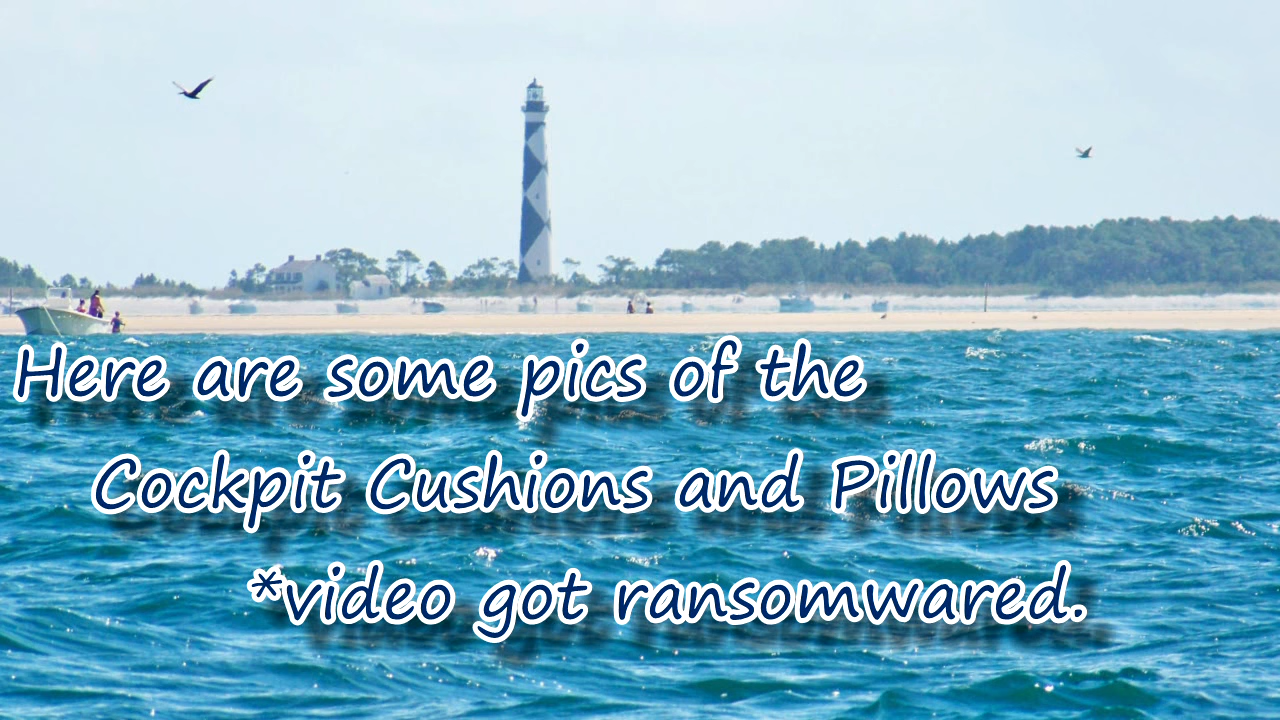 Here are some pics of the
Cockpit Cushions and Pillows
*video got ransomwared.